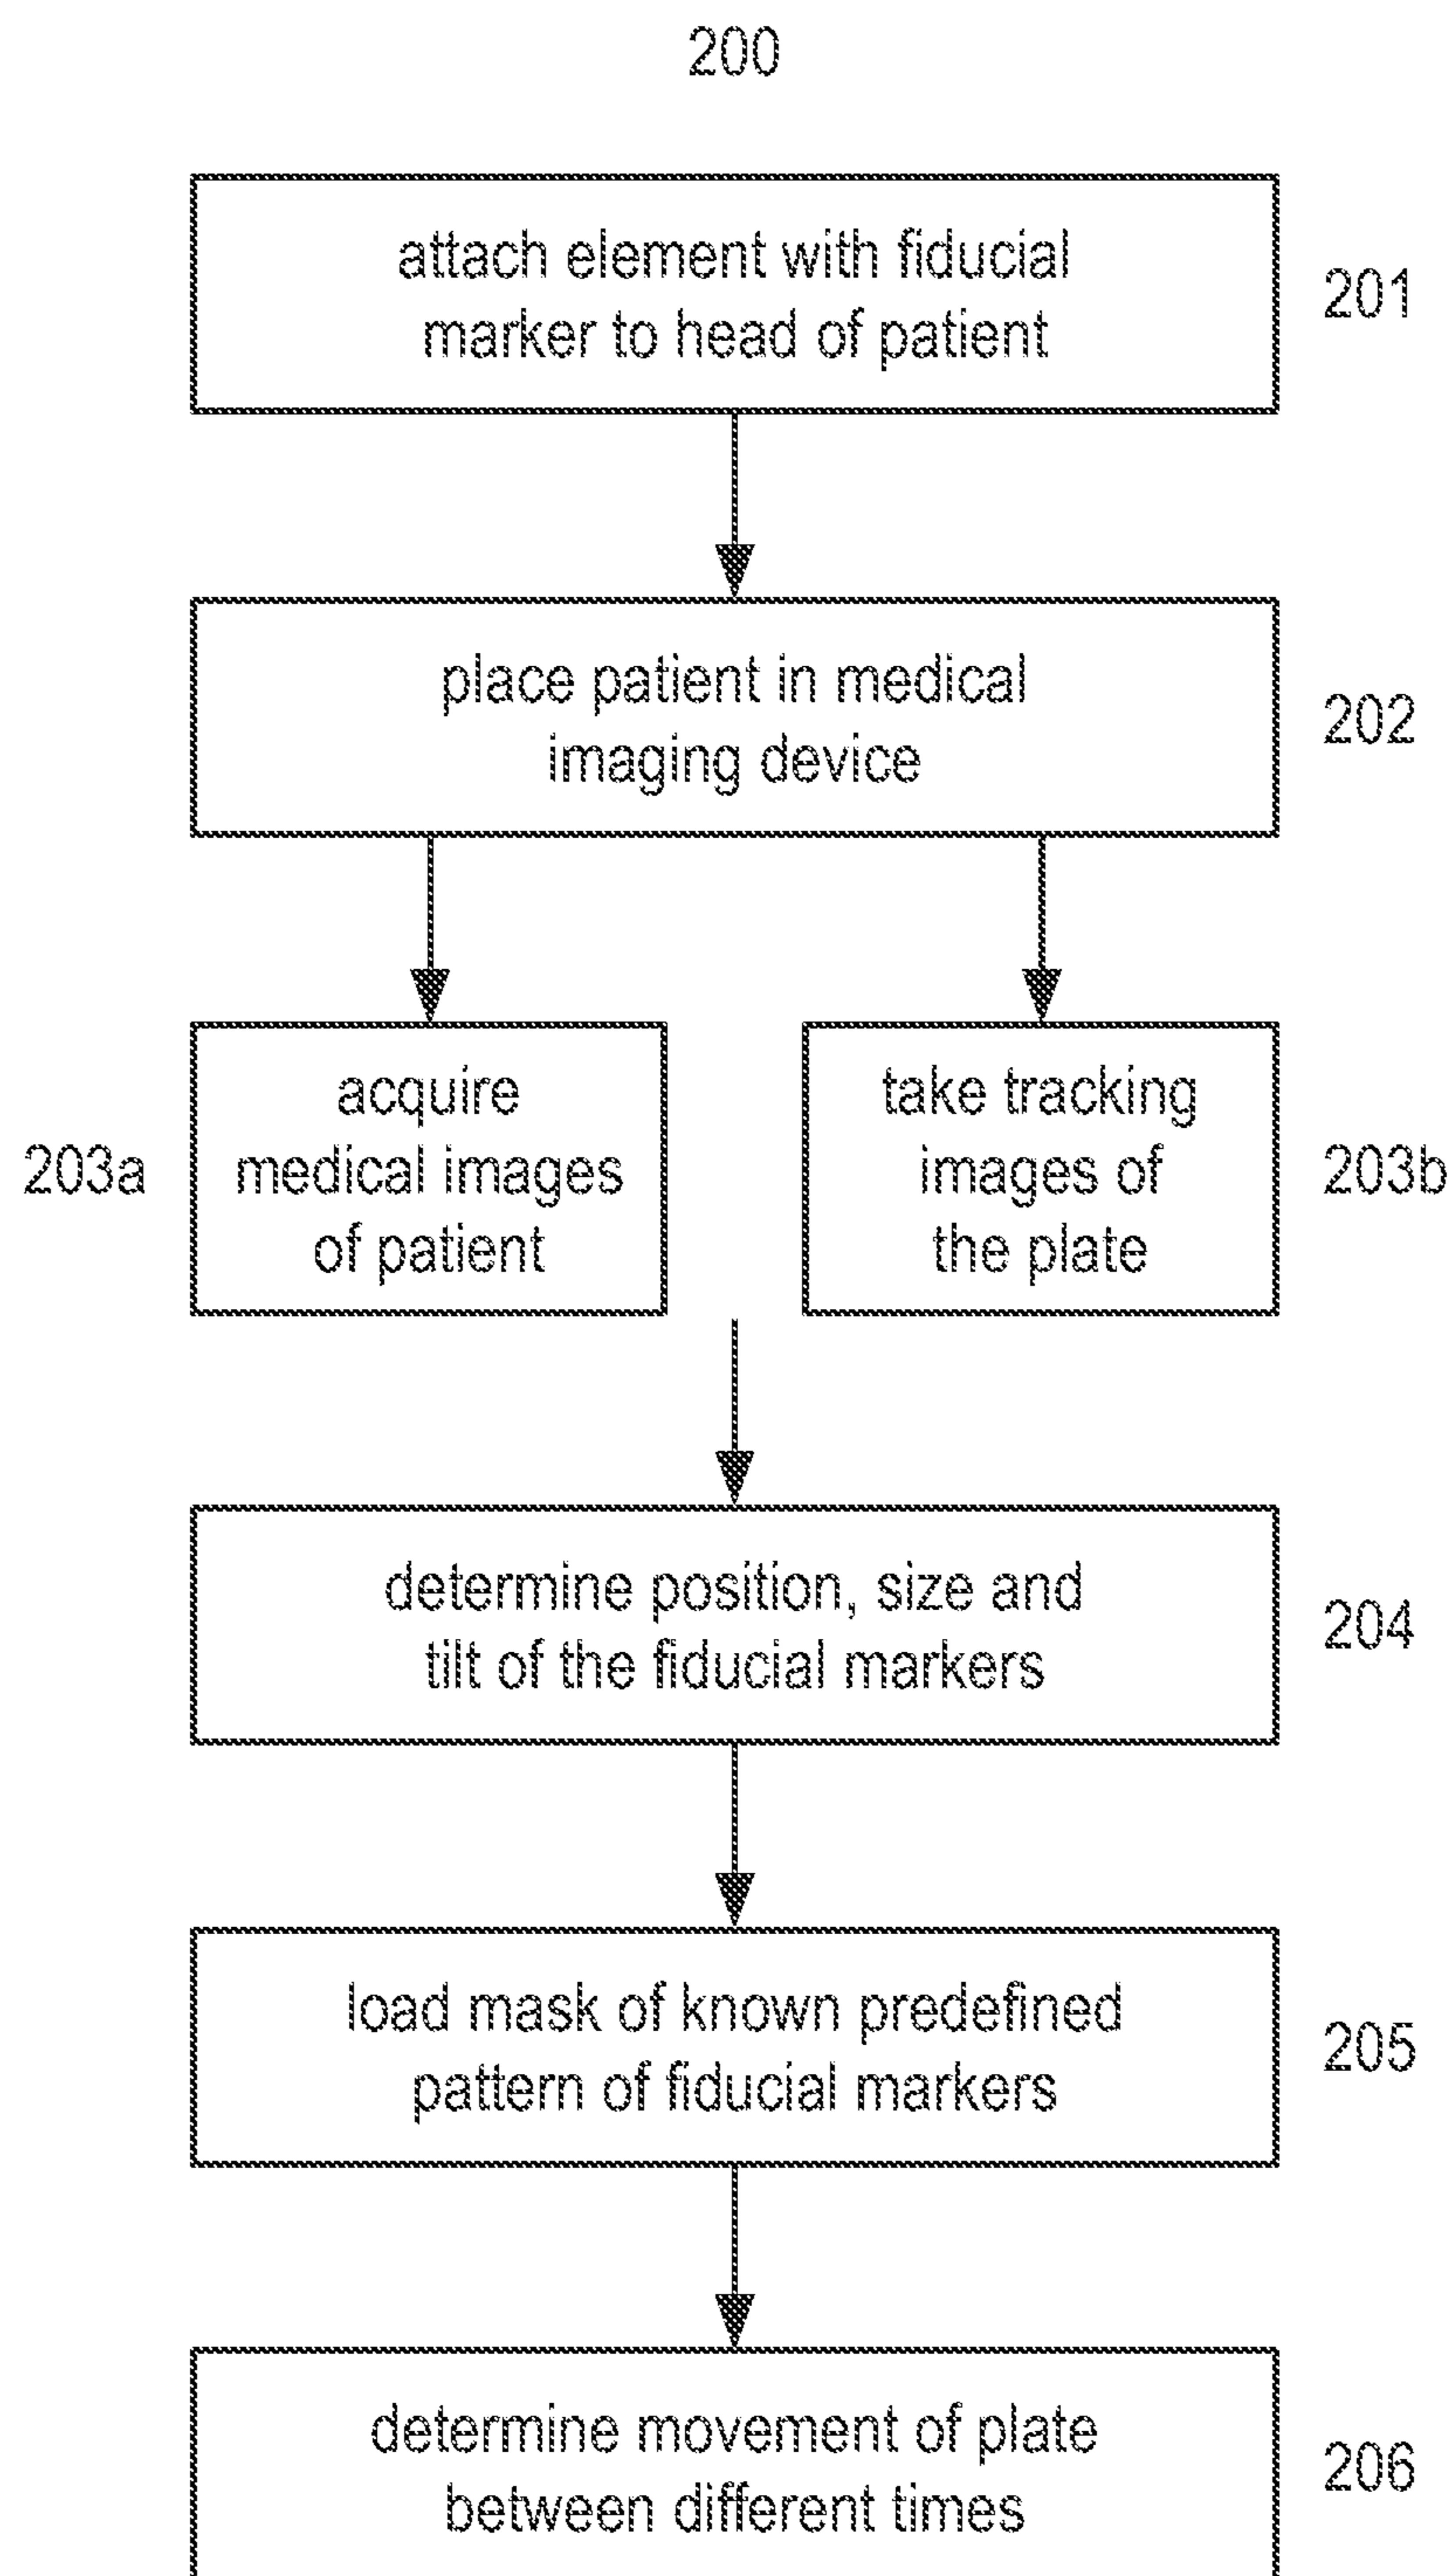 200
attach element with fiducial
marker to head of patient
201
place patient in medical
imaging device
202
203a
acquire
medical images
of patient
take tracking
images of
the plate
203b
determine position, size and
tilt of the fiducial markers
204
load mask of known predefined
pattern of fiducial markers
205
determine movement of plate
between different times
206